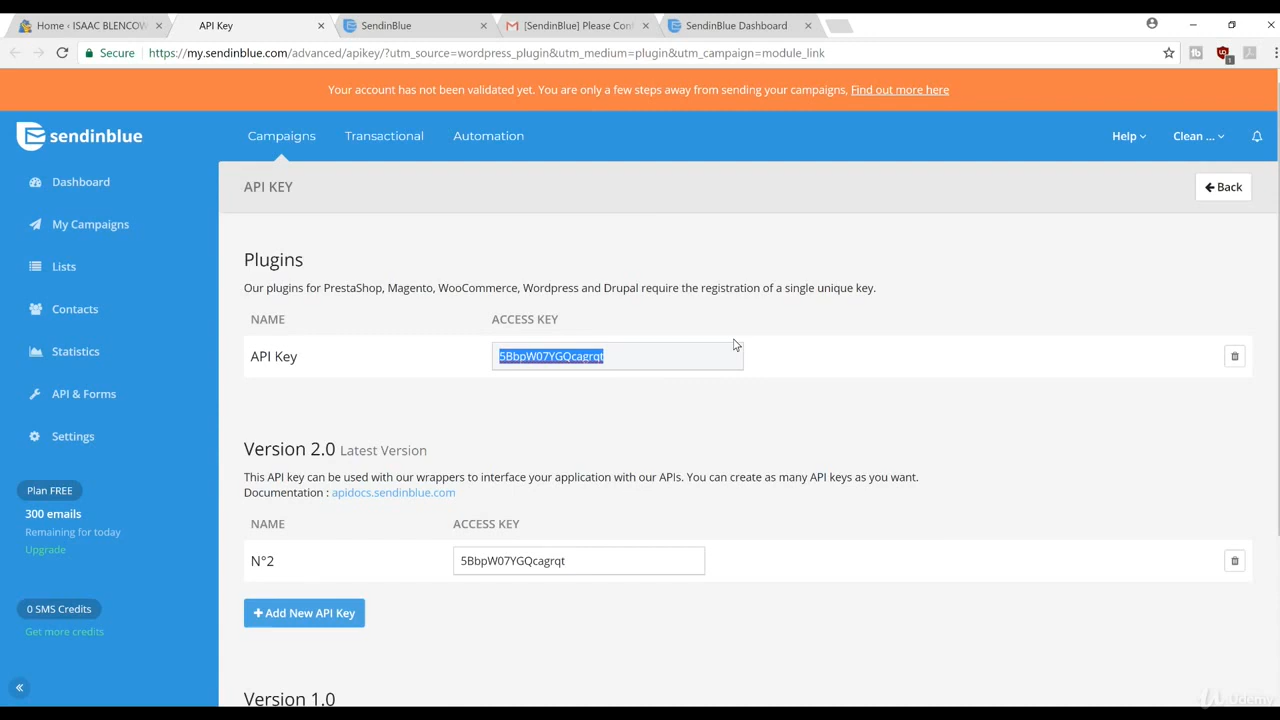 Home ‹ ISAAC BLENCOW
API Key
SendinBlue
[SendinBlue] Please Con
SendinBlue Dashboard
Secure https://my.sendinblue.com/advanced/apikey/?utm_source=wordpress_plugin&utm_medium=plugin&utm_campaign=module_link
Your account has not been validated yet. You are only a few steps away from sending your campaigns, Find out more here
sendinblue
Campaigns
Transactional
Automation
Help
Clean ...
Dashboard
My Campaigns
Lists
Contacts
Statistics
API & Forms
Settings
Plan FREE
300 emails
Remaining for today
Upgrade
0 SMS Credits
Get more credits
API KEY
Back
Plugins
Our plugins for PrestaShop, Magento, WooCommerce, Wordpress and Drupal require the registration of a single unique key.
NAME ACCESS KEY
API Key 5BbpW07YGQcagrqt
Version 2.0 Latest Version
This API key can be used with our wrappers to interface your application with our APIs. You can create as many API keys as you want.
Documentation : apidocs.sendinblue.com
NAME ACCESS KEY
N°2 5BbpW07YGQcagrqt
+ Add New API Key
Version 1.0
Udemy